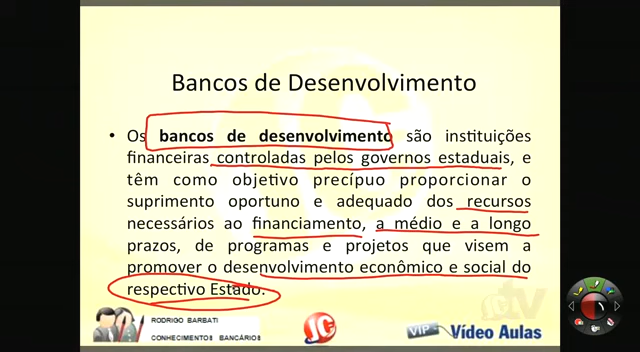 Bancos de Desenvolvimento
• Os bancos de desenvolvimento são instituições
financeiras controladas pelos governos estaduais, e
têm como objetivo precípuo proporcionar o
suprimento oportuno e adequado dos recursos
necessários ao financiamento, a médio e a longo
prazos, de programas e projetos que visem a
promover o desenvolvimento econômico e social do
respectivo Estado.
RODRIGO BARBATI
CONHECIMENTOS BANCÁRIOS
VIP
Vídeo Aulas